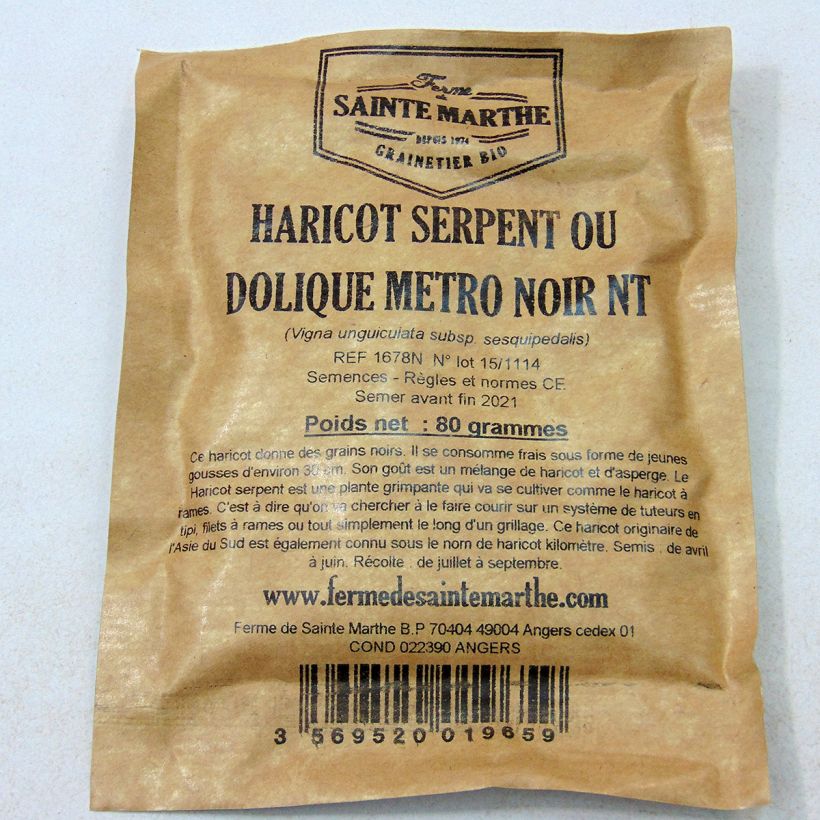 Ferme
de
SAINTE MARTHE
DEPUIS 1974
GRAINETIER BIO
HARICOT SERPENT OU
DOLIQUE METRO NOIR NT
(Vigna unguiculata subsp. sesquipedalis)
REF 1678N N° lot 15/1114
Semences - Règles et normes CE
Semer avant fin 2021
Poids net : 80 grammes
Ce haricot donne des grains noirs. Il se consomme frais sous forme de jeunes
gousses d'environ 30 cm. Son goût est un mélange de haricot et d'asperge. Le
Haricot serpent est une plante grimpante qui va se cultiver comme le haricot à
rames. C'est à dire qu'on va chercher à le faire courir sur un système de tuteurs en
tipi, filets à rames ou tout simplement le long d'un grillage. Ce haricot originaire de
l'Asie du Sud est également connu sous le nom de haricot kilomètre. Semis : de avril
à juin. Récolte : de juillet à septembre.
www.fermedesaintemarthe.com
Ferme de Sainte Marthe B.P 70404 49004 Angers cedex 01
COND 022390 ANGERS
3 569520 019659